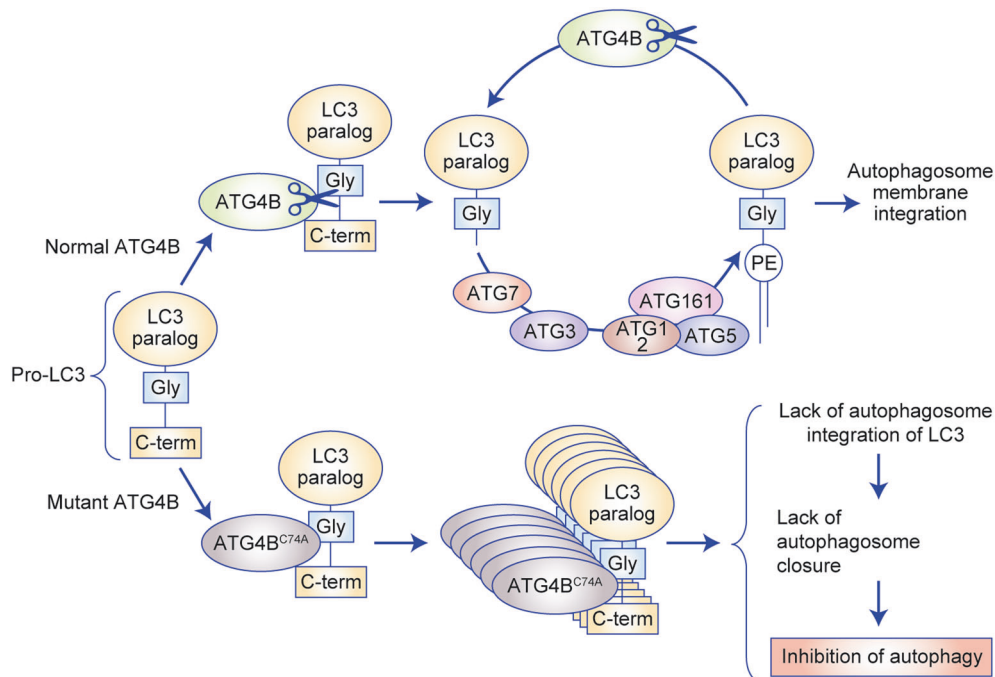 ATG4B
LC3
paralog
Gly
C-term
ATG4B
Normal ATG4B
LC3
paralog
Gly
LC3
paralog
Gly
PE
Autophagosome
membrane
integration
ATG7
ATG3
ATG1
2
ATG161
ATG5
Pro-LC3
LC3
paralog
Gly
C-term
Mutant ATG4B
LC3
paralog
Gly
C-term
ATG4BC74A
LC3
paralog
Gly
C-term
ATG4BC74A
Lack of autophagosome
integration of LC3
Lack of
autophagosome
closure
Inhibition of autophagy